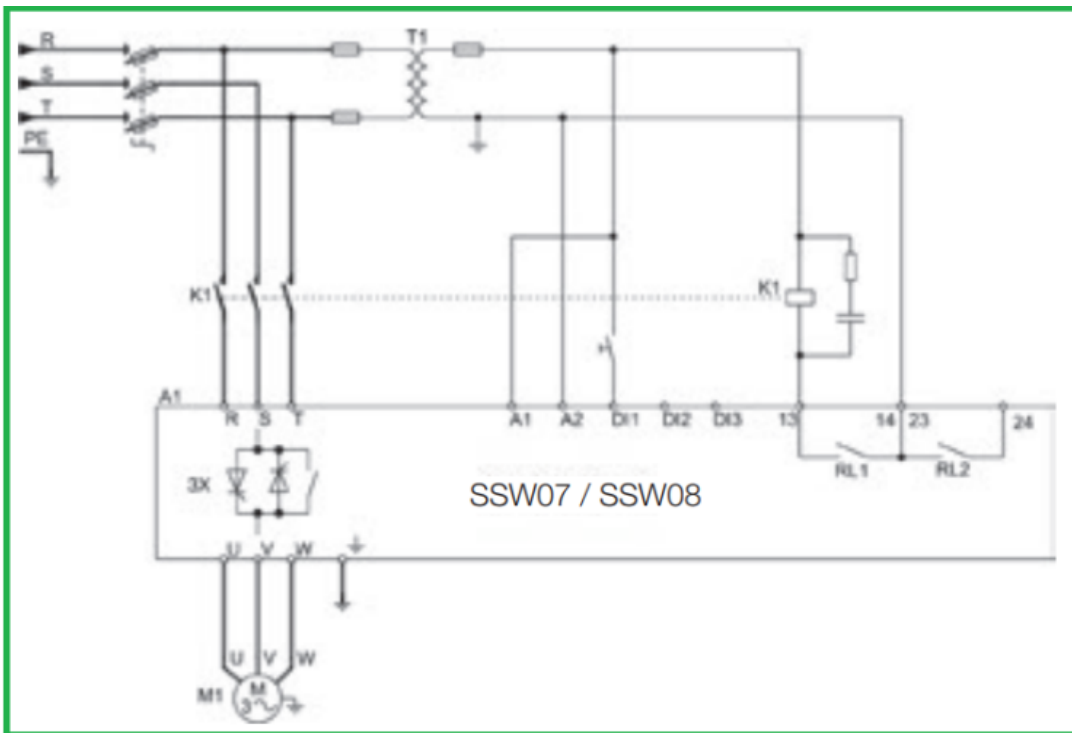 R
T1
S
T
PE
K1
K1
A1
R S T
A1 A2 DI1 DI2 DI3 13 14 23 24
RL1 RL2
3X
SSW07 / SSW08
U V W
U V W
M1
M
3